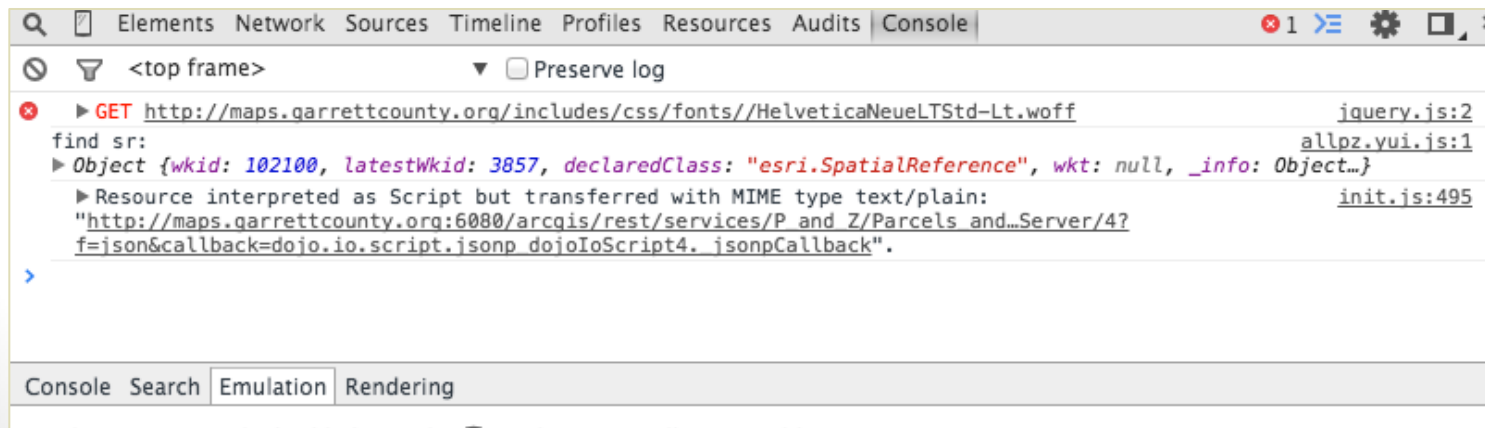 Elements Network Sources Timeline Profiles Resources Audits Console 1
<top frame> ▼ Preserve log
▶ GET http://maps.garrettcounty.org/includes/css/fonts//HelveticaNeueLTStd-Lt.woff jquery.js:2
find sr: allpz.yui.js:1
▶ Object {wkid: 102100, latestWkid: 3857, declaredClass: "esri.SpatialReference", wkt: null, _info: Object…}
▶ Resource interpreted as Script but transferred with MIME type text/plain: init.js:495
"http://maps.garrettcounty.org:6080/arcgis/rest/services/P_and_Z/Parcels_and…Server/4?
f=json&callback=dojo.io.script.jsonp_dojoIoScript4._jsonpCallback".
>
Console Search Emulation Rendering